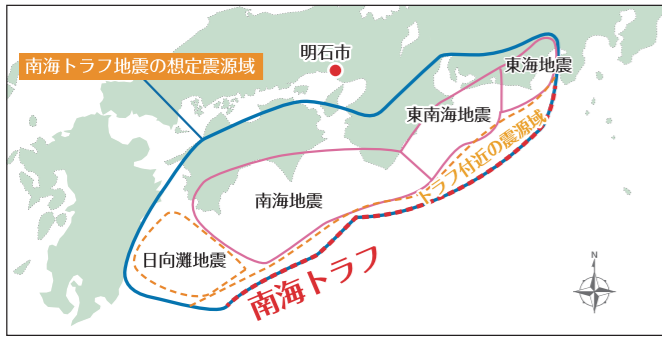 南海トラフ地震の想定震源域
明石市
東海地震
東南海地震
トラフ付近の震源域
南海地震
日向灘地震
南海トラフ
N